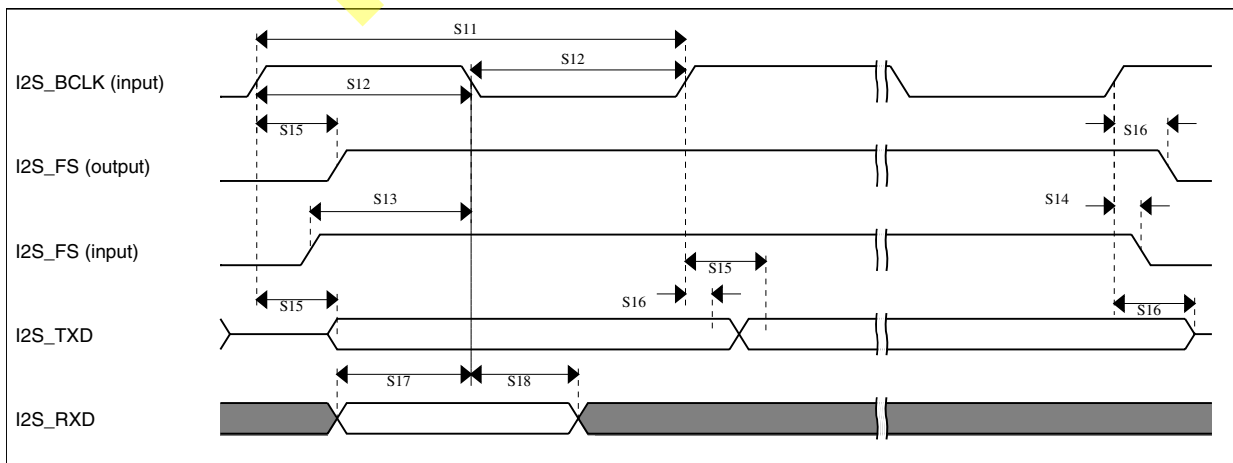 S11
I2S_BCLK (input)
S12
S12
S15
S16
I2S_FS (output)
S13
S14
I2S_FS (input)
S15
S16
S15
S16
I2S_TXD
S17
S18
I2S_RXD